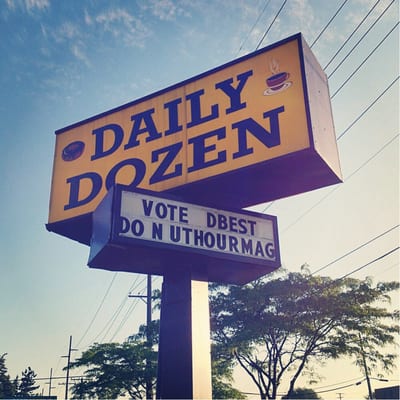 DAILY
DOZEN
VOTE DBEST
DO N UTHOURMAG